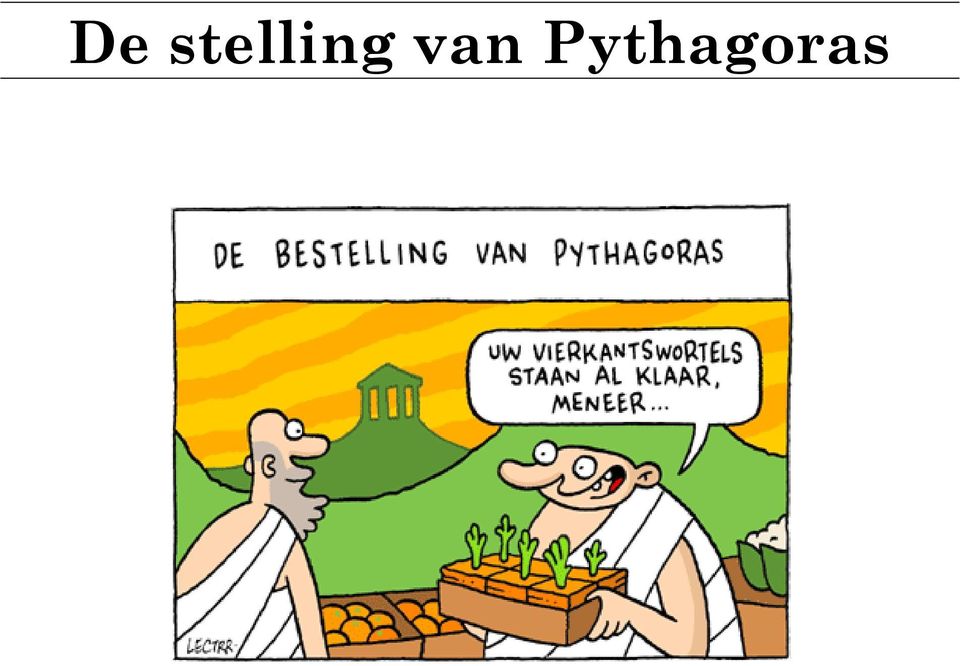 De stelling van Pythagoras
DE BESTELLING VAN PYTHAGORAS
UW VIERKANTSWORTELS
STAAN AL KLAAR,
MENEER...
LECTRR